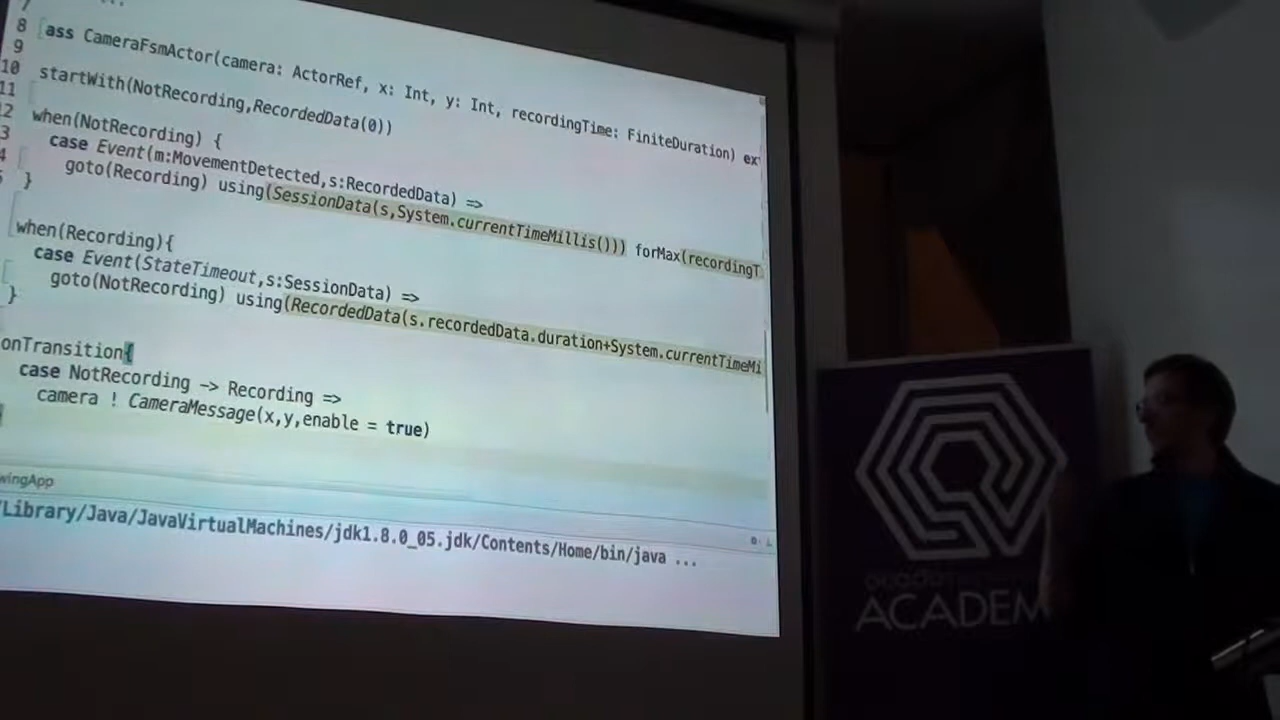 8 ass CameraFsmActor(camera: ActorRef, x: Int, y: Int, recordingTime: FiniteDuration) ex
9
10 startWith(NotRecording,RecordedData(0))
11
2 when(NotRecording) {
3 case Event(m:MovementDetected,s:RecordedData) =>
4 goto(Recording) using(SessionData(s,System.currentTimeMillis())) forMax(recordingT
}
when(Recording){
case Event(StateTimeout,s:SessionData) =>
goto(NotRecording) using(RecordedData(s.recordedData.duration+System.currentTimeMi
}
onTransition{
case NotRecording -> Recording =>
camera ! CameraMessage(x,y,enable = true)
wingApp
/Library/Java/JavaVirtualMachines/jdk1.8.0_05.jdk/Contents/Home/bin/java ...
ACADEM